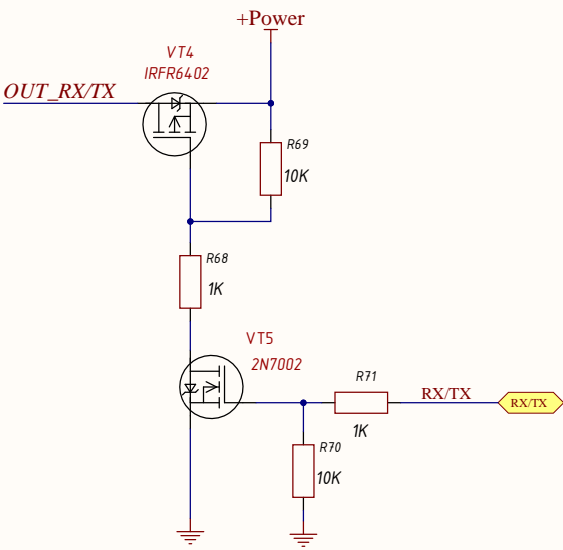 +Power
VT4
IRFR6402
OUT_RX/TX
R69
10K
R68
1K
VT5
2N7002
R71
RX/TX
RX/TX
1K
R70
10K